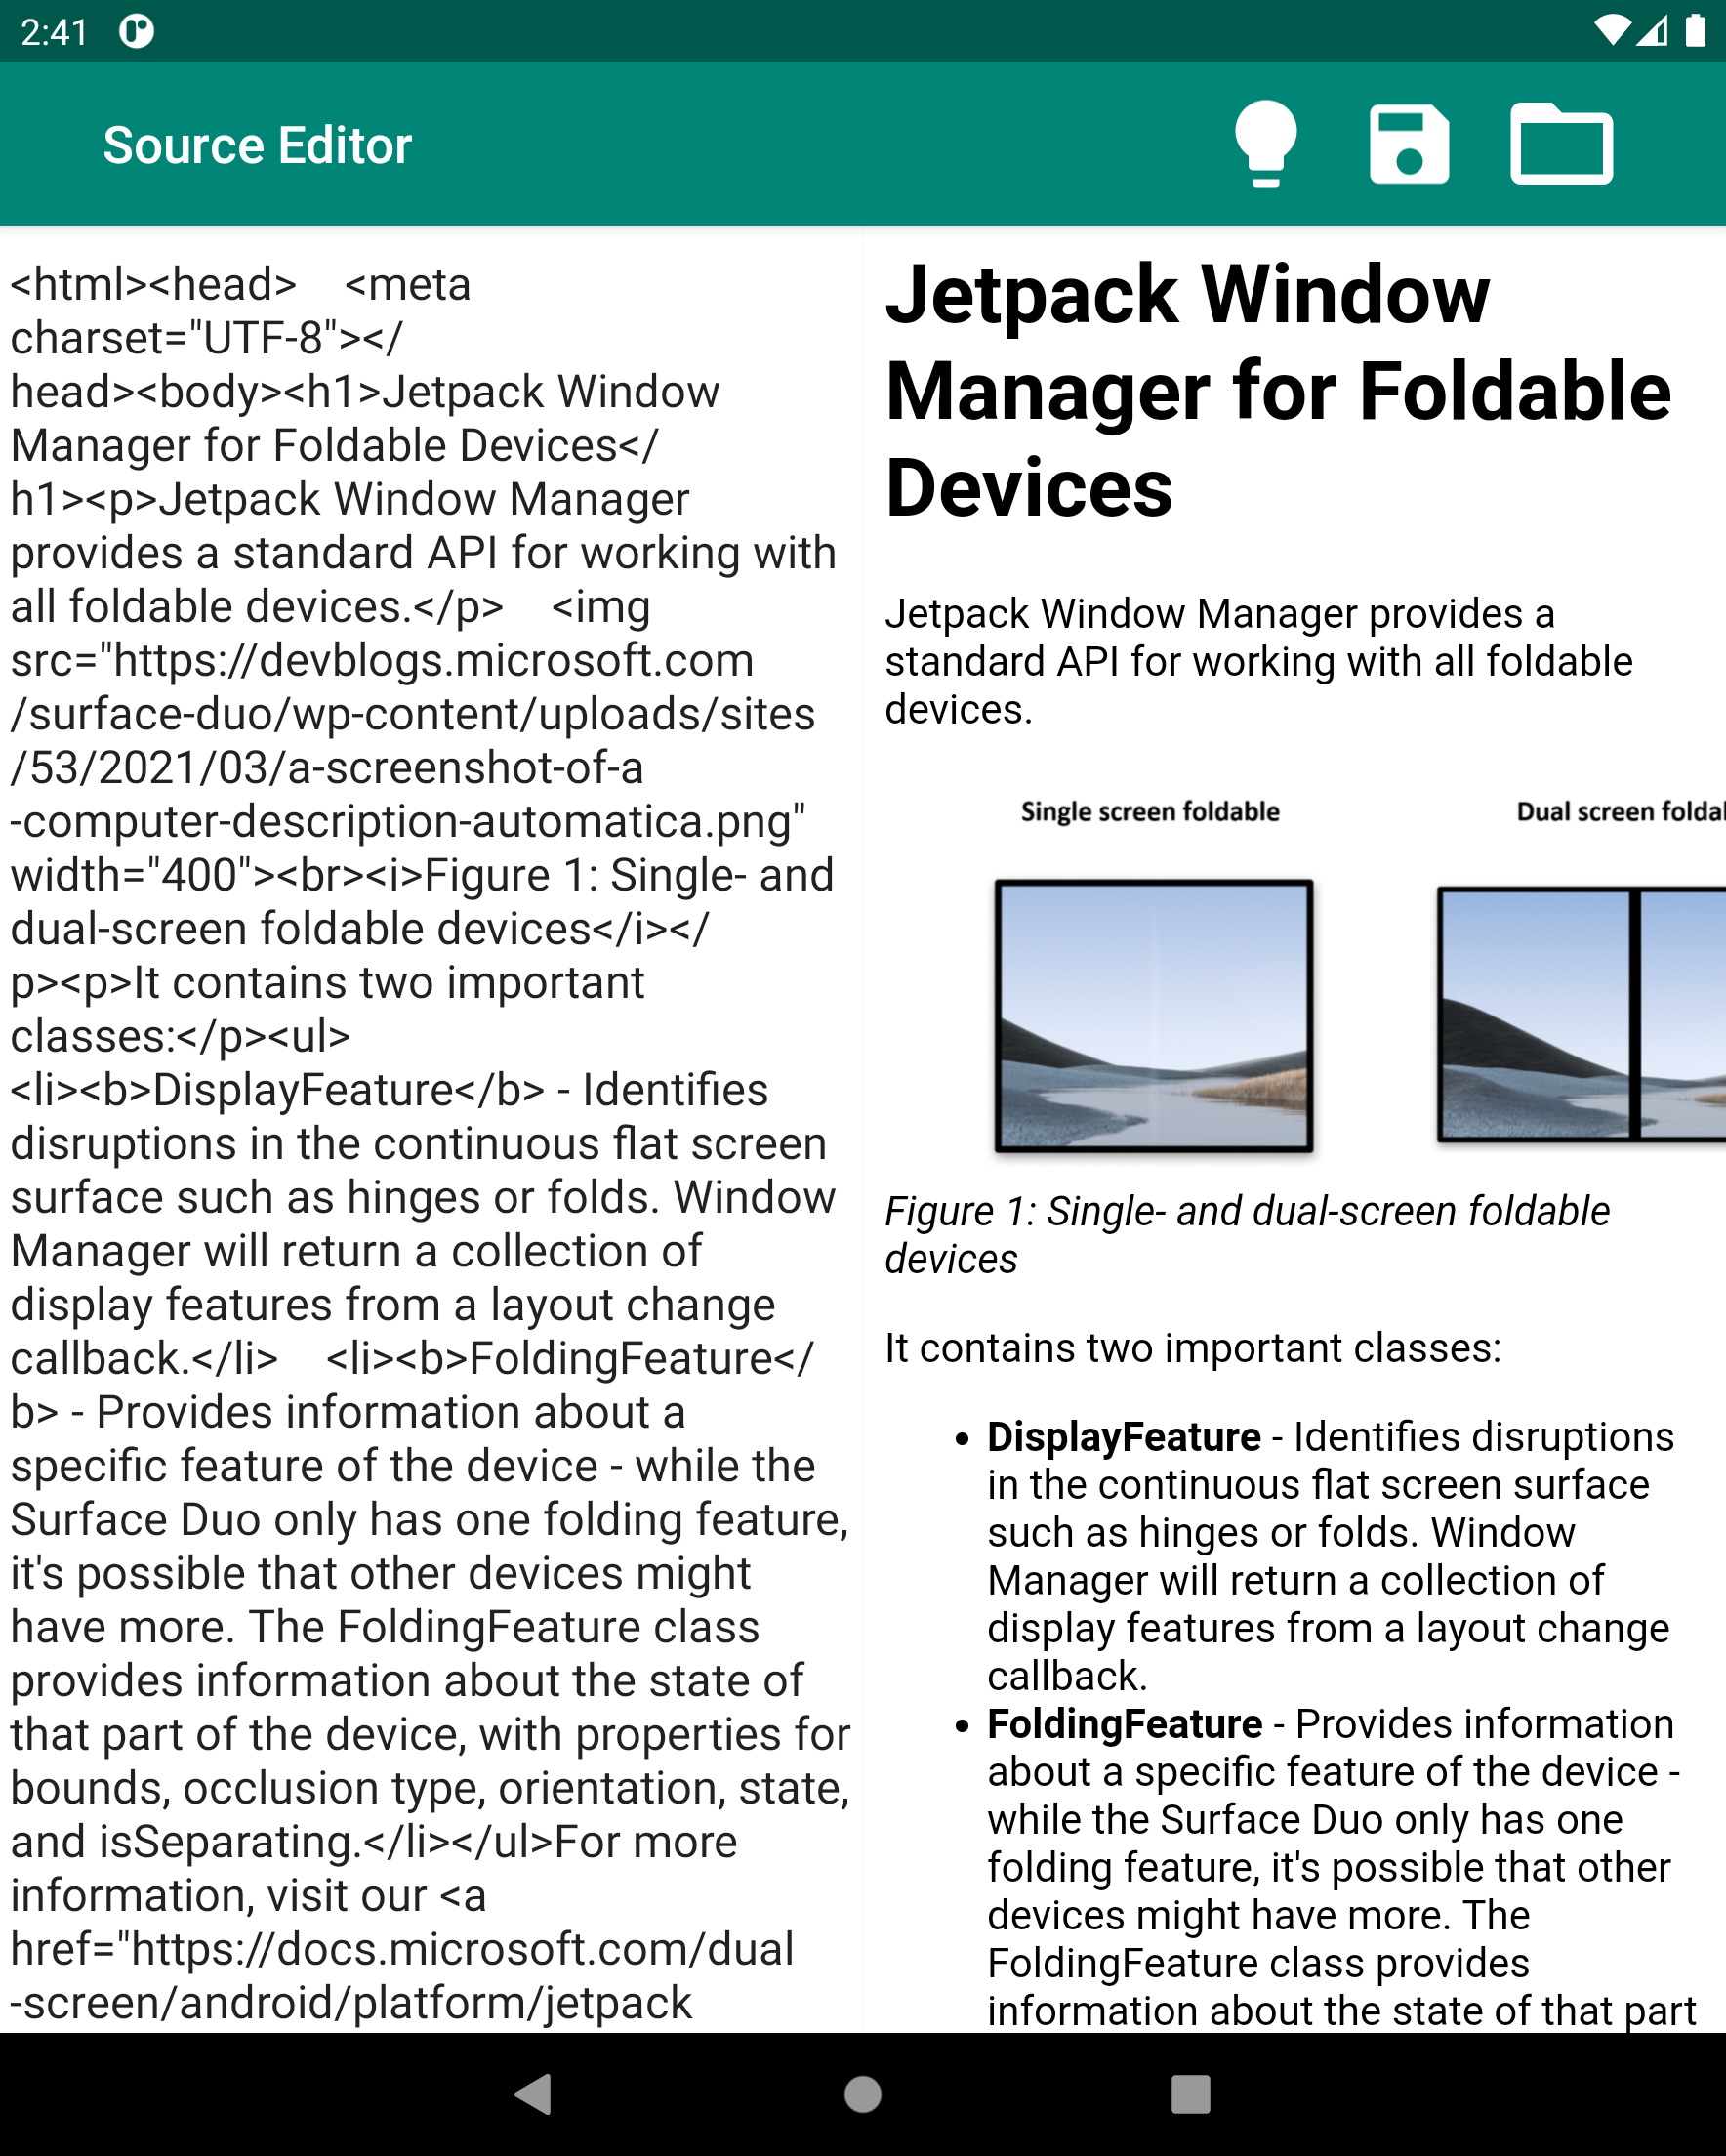 2:41
Source Editor
<html><head>    <meta
charset="UTF-8"></
head><body><h1>Jetpack Window
Manager for Foldable Devices</
h1><p>Jetpack Window Manager
provides a standard API for working with
all foldable devices.</p>    <img
src="https://devblogs.microsoft.com
/surface-duo/wp-content/uploads/sites
/53/2021/03/a-screenshot-of-a
-computer-description-automatica.png"
width="400"><br><i>Figure 1: Single- and
dual-screen foldable devices</i></
p><p>It contains two important
classes:</p><ul>
<li><b>DisplayFeature</b> - Identifies
disruptions in the continuous flat screen
surface such as hinges or folds. Window
Manager will return a collection of
display features from a layout change
callback.</li>    <li><b>FoldingFeature</
b> - Provides information about a
specific feature of the device - while the
Surface Duo only has one folding feature,
it's possible that other devices might
have more. The FoldingFeature class
provides information about the state of
that part of the device, with properties for
bounds, occlusion type, orientation, state,
and isSeparating.</li></ul>For more
information, visit our <a
href="https://docs.microsoft.com/dual
-screen/android/platform/jetpack
Jetpack Window
Manager for Foldable
Devices
Jetpack Window Manager provides a
standard API for working with all foldable
devices.
Single screen foldable
Dual screen
Figure 1: Single- and dual-screen foldable
devices
It contains two important classes:
• DisplayFeature - Identifies disruptions
in the continuous flat screen surface
such as hinges or folds. Window
Manager will return a collection of
display features from a layout change
callback.
• FoldingFeature - Provides information
about a specific feature of the device -
while the Surface Duo only has one
folding feature, it's possible that other
devices might have more. The
FoldingFeature class provides
information about the state of that part